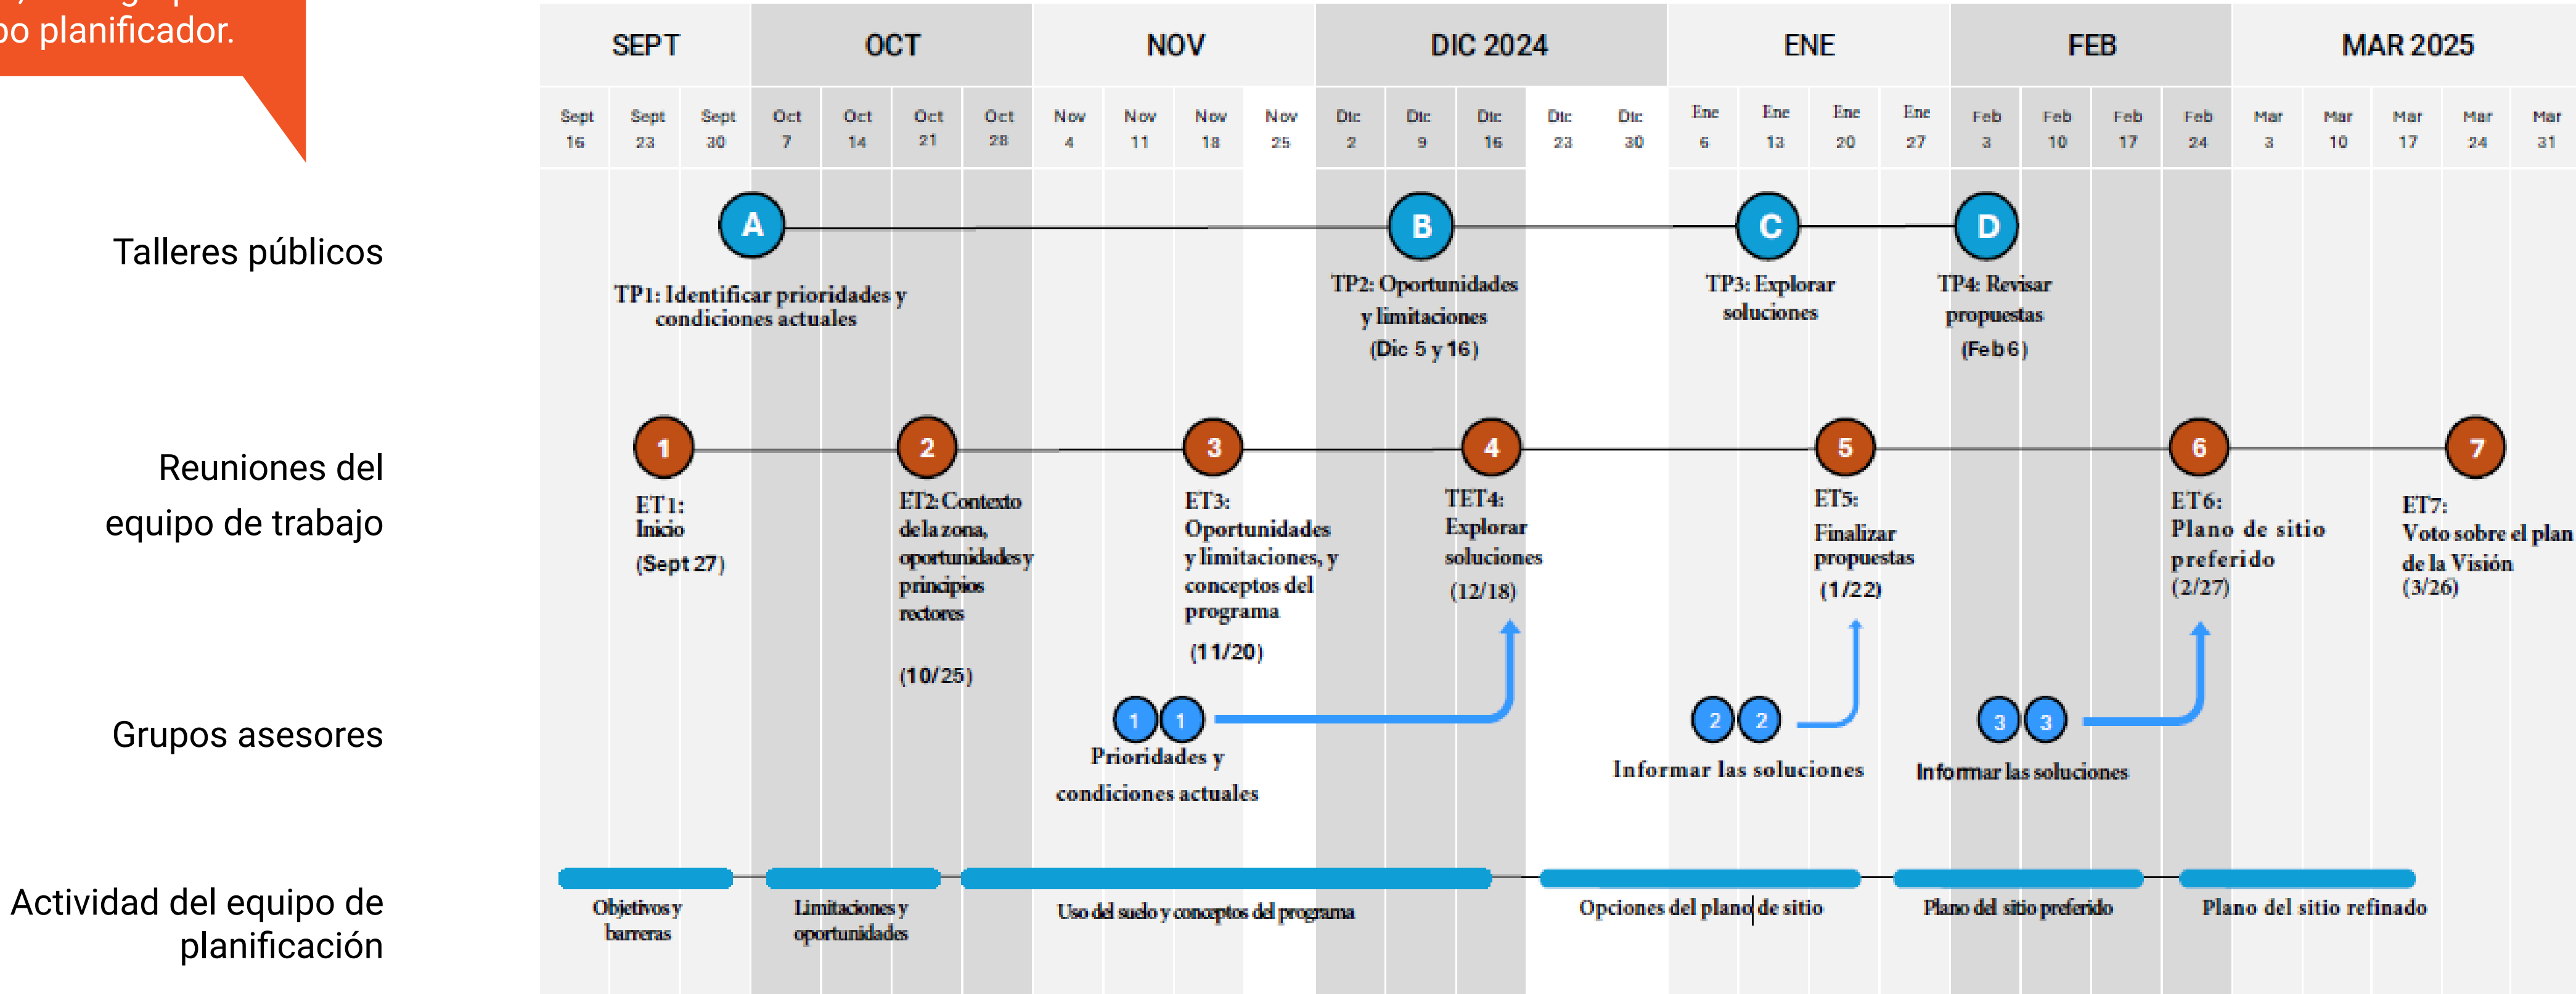 po planificador.
SEPT OCT NOV DIC 2024 ENE FEB MAR 2025
Sept Sept Sept Oct Oct Oct Oct Nov Nov Nov Nov Dic Dic Dic Dic Dic Ene Ene Ene Ene Feb Feb Feb Feb Mar Mar Mar Mar Mar
16 23 30 7 14 21 28 4 11 18 25 2 9 16 23 30 6 13 20 27 3 10 17 24 3 10 17 24 31
Talleres públicos
A
TP1: Identificar prioridades y
condiciones actuales
B
TP2: Oportunidades
y limitaciones
(Dic 5 y 16)
C
TP3: Explorar
soluciones
D
TP4: Revisar
propuestas
(Feb 6)
Reuniones del
equipo de trabajo
1
ET1:
Inicio
(Sept 27)
2
ET2: Contexto
de la zona,
oportunidades y
principios
rectores
(10/25)
3
ET3:
Oportunidades
y limitaciones, y
conceptos del
programa
(11/20)
4
TET4:
Explorar
soluciones
(12/18)
5
ET5:
Finalizar
propuestas
(1/22)
6
ET6:
Plano de sitio
preferido
(2/27)
7
ET7:
Voto sobre el plan
de la Visión
(3/26)
Grupos asesores
1 1
Prioridades y
condiciones actuales
2 2
Informar las soluciones
3 3
Informar las soluciones
Actividad del equipo de
planificación
Objetivos y
barreras
Limitaciones y
oportunidades
Uso del suelo y conceptos del programa
Opciones del plano de sitio
Plano del sitio preferido
Plano del sitio refinado